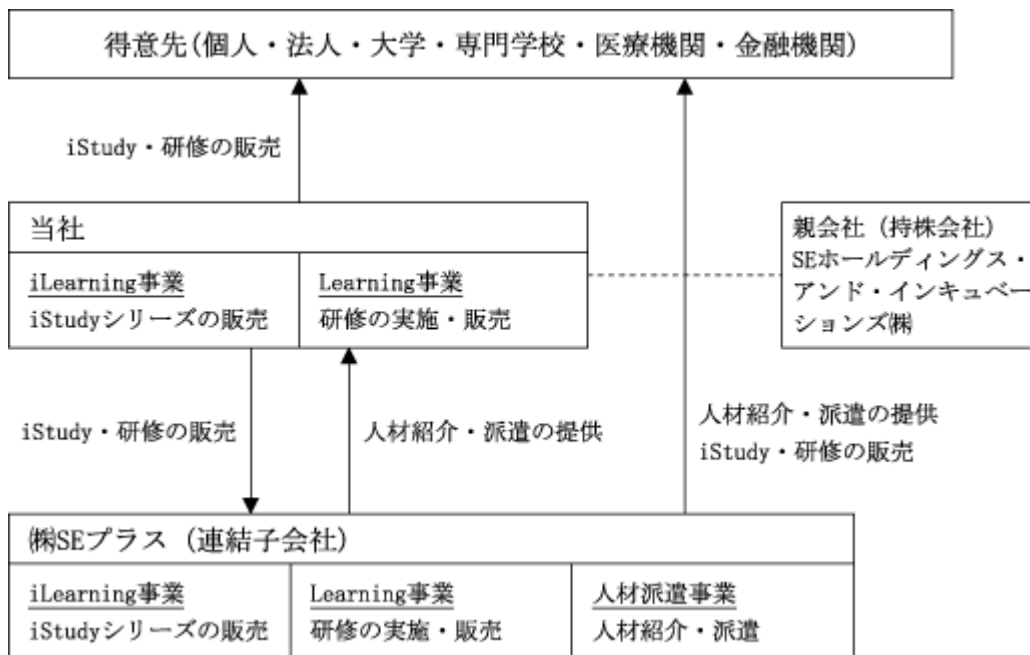 得意先(個人・法人・大学・専門学校・医療機関・金融機関)
iStudy・研修の販売
当社
iLearning事業
iStudyシリーズの販売
Learning事業
研修の実施・販売
親会社（持株会社）
SEホールディングス・
アンド・インキュベー
ションズ㈱
iStudy・研修の販売
人材紹介・派遣の提供
人材紹介・派遣の提供
iStudy・研修の販売
㈱SEプラス（連結子会社）
iLearning事業
iStudyシリーズの販売
Learning事業
研修の実施・販売
人材派遣事業
人材紹介・派遣